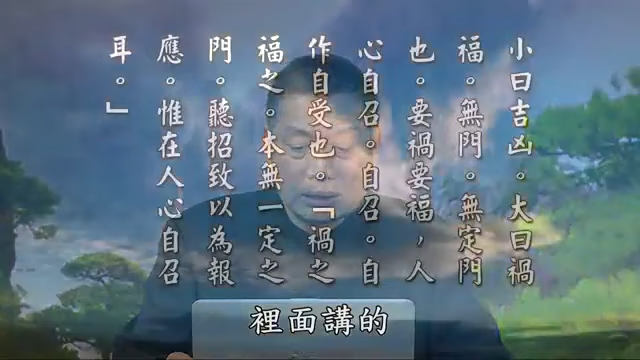 小曰吉凶。大曰禍
福。無門。無定門
也。要禍要福，人
心自召。自召。自
作自受也。「禍之
福之。本無一定之
門。聽招致以為報
應。惟在人心自召
耳。」
裡面講的